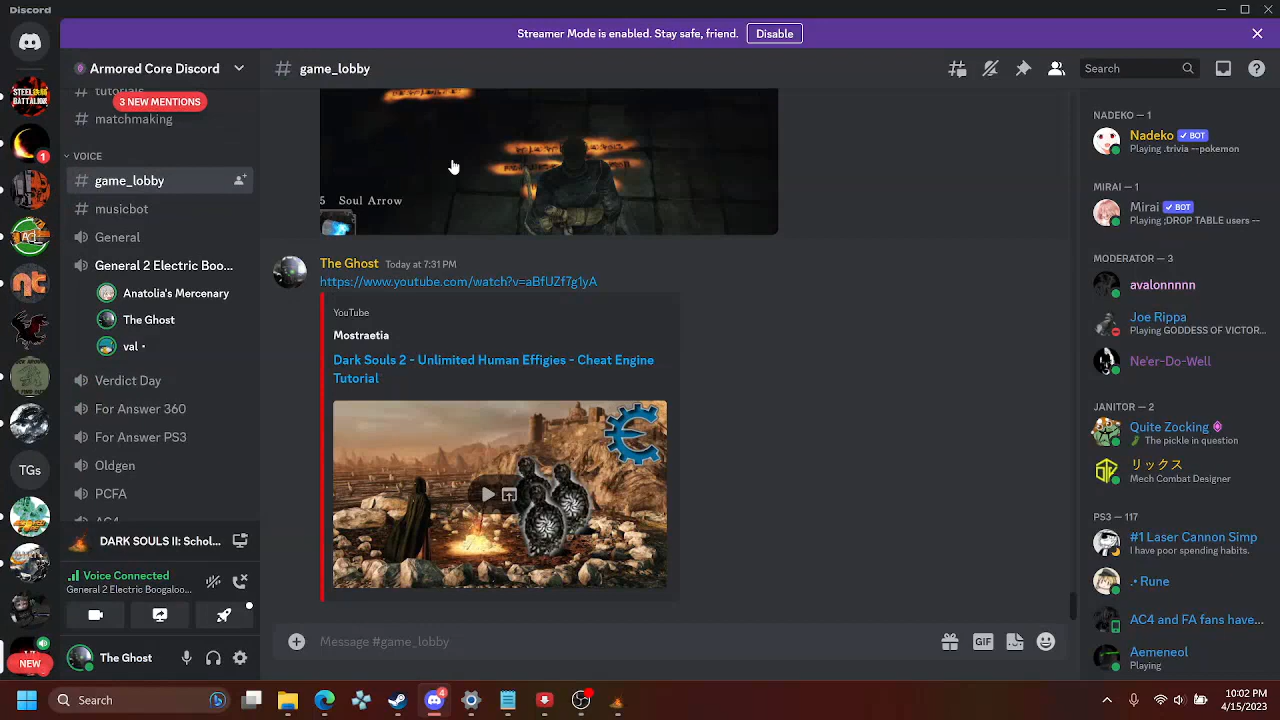 Discord
Streamer Mode is enabled. Stay safe, friend. Disable
Armored Core Discord
tutorials
3 NEW MENTIONS
matchmaking
VOICE
game_lobby
musicbot
General
General 2 Electric Boo...
Anatolia's Mercenary
The Ghost
val •
Verdict Day
For Answer 360
For Answer PS3
Oldgen
PCFA
AC4
DARK SOULS II: Schol...
Voice Connected
General 2 Electric Boogaloo...
The Ghost
STEEL
BATTALION
1
TGs
NEW
# game_lobby
Search
5 Soul Arrow
The Ghost Today at 7:31 PM
https://www.youtube.com/watch?v=aBfUZf7g1yA
YouTube
Mostraetia
Dark Souls 2 - Unlimited Human Effigies - Cheat Engine
Tutorial
Message #game_lobby
GIF
NADEKO — 1
Nadeko BOT
Playing .trivia --pokemon
MIRAI — 1
Mirai BOT
Playing ;DROP TABLE users --
MODERATOR — 3
avalonnnnn
Joe Rippa
Playing GODDESS OF VICTOR...
Ne'er-Do-Well
JANITOR — 2
Quite Zocking
The pickle in question
リックス
Mech Combat Designer
PS3 — 117
#1 Laser Cannon Simp
I have poor spending habits.
.• Rune
AC4 and FA fans have...
Aemeneol
Playing
Search
4
10:02 PM
4/15/2023